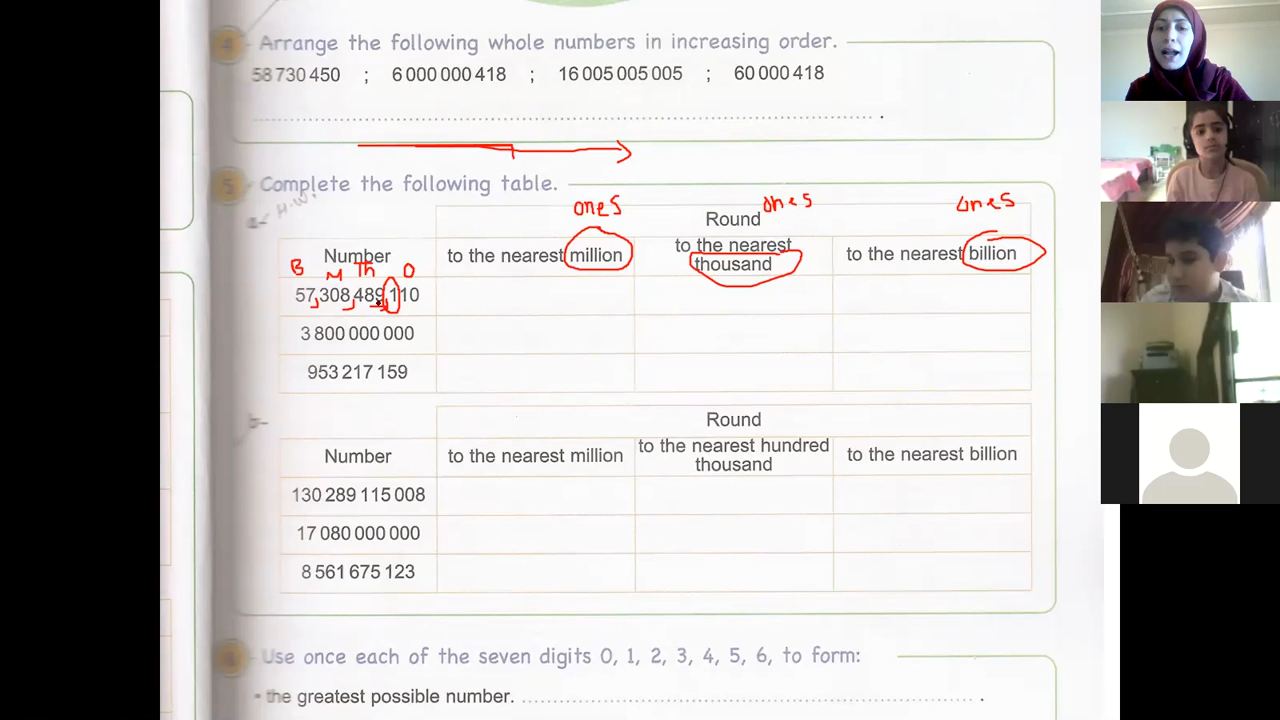 4- Arrange the following whole numbers in increasing order.
58 730 450 ; 6 000 000 418 ; 16 005 005 005 ; 60 000 418
.
5- Complete the following table.
a- H.W.
ones ones ones
Round
Number to the nearest million to the nearest thousand to the nearest billion
B M Th O
57,308,489,110
3 800 000 000
953 217 159
b-
Round
Number to the nearest million to the nearest hundred thousand to the nearest billion
130 289 115 008
17 080 000 000
8 561 675 123
Use once each of the seven digits 0, 1, 2, 3, 4, 5, 6, to form:
• the greatest possible number. .